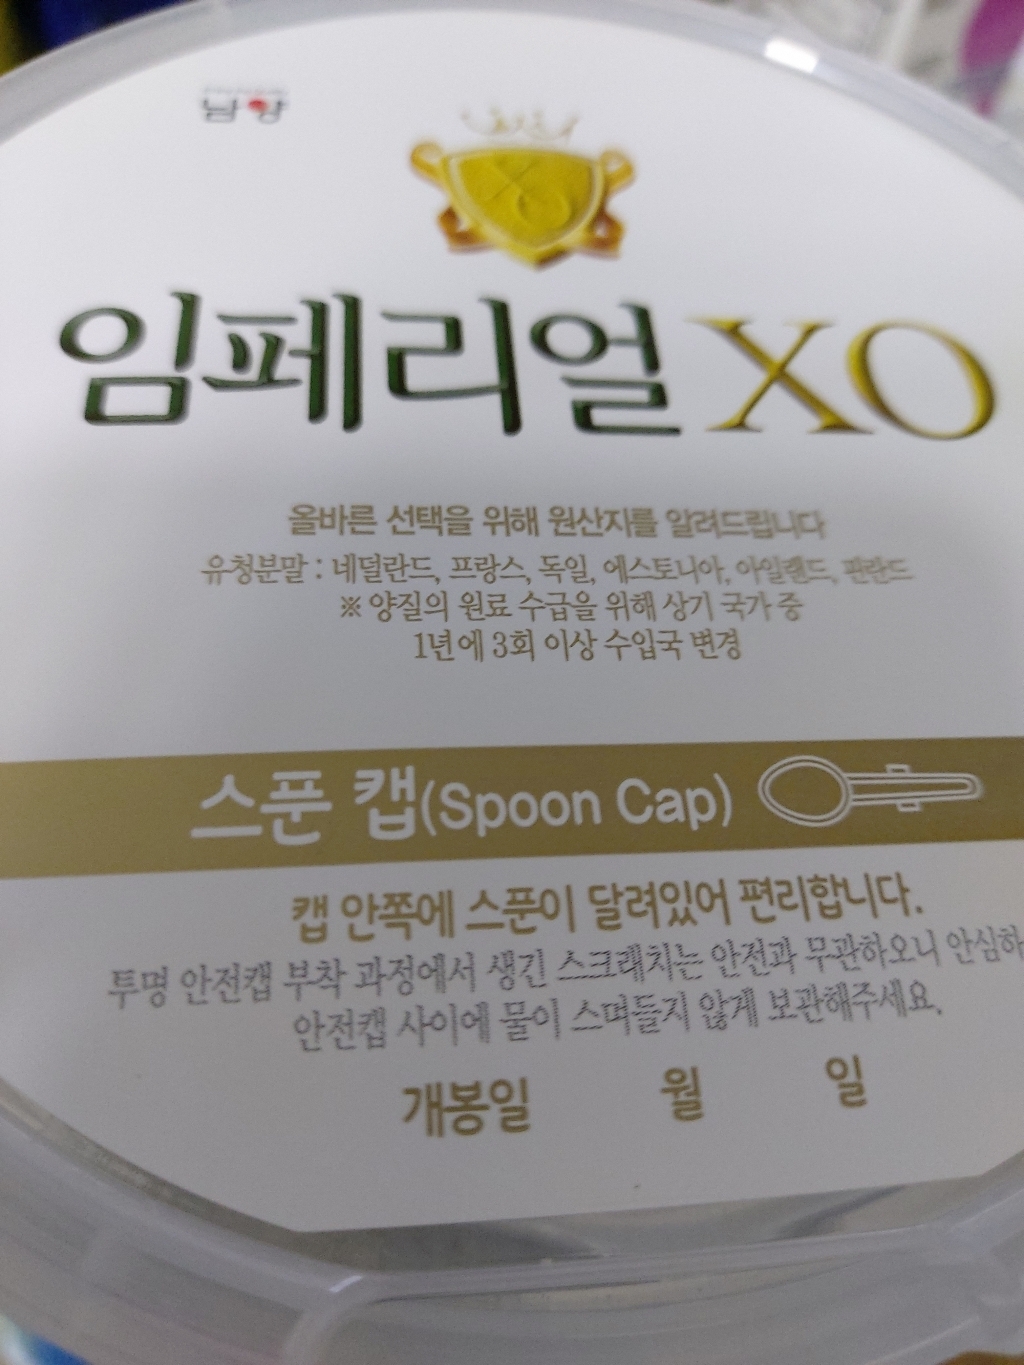 남양
XO
임페리얼XO
올바른 선택을 위해 원산지를 알려드립니다
유청분말 : 네덜란드, 프랑스, 독일, 에스토니아, 아일랜드, 핀란드
※ 양질의 원료 수급을 위해 상기 국가 중
1년에 3회 이상 수입국 변경
스푼 캡(Spoon Cap)
캡 안쪽에 스푼이 달려있어 편리합니다.
투명 안전캡 부착 과정에서 생긴 스크래치는 안전과 무관하오니 안심하
안전캡 사이에 물이 스며들지 않게 보관해주세요.
개봉일 월 일